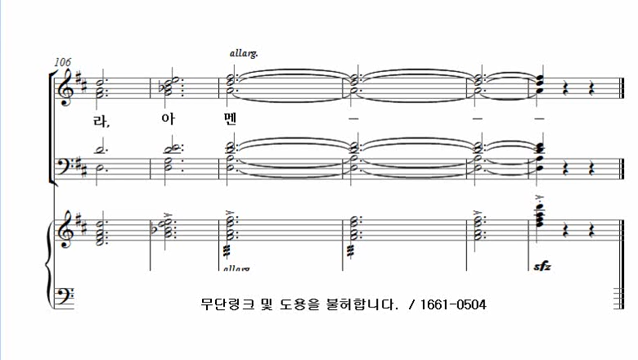 106
allarg.
라, 아 멘 – – –
allarg.
sfz
무단링크 및 도용을 불허합니다. / 1661-0504